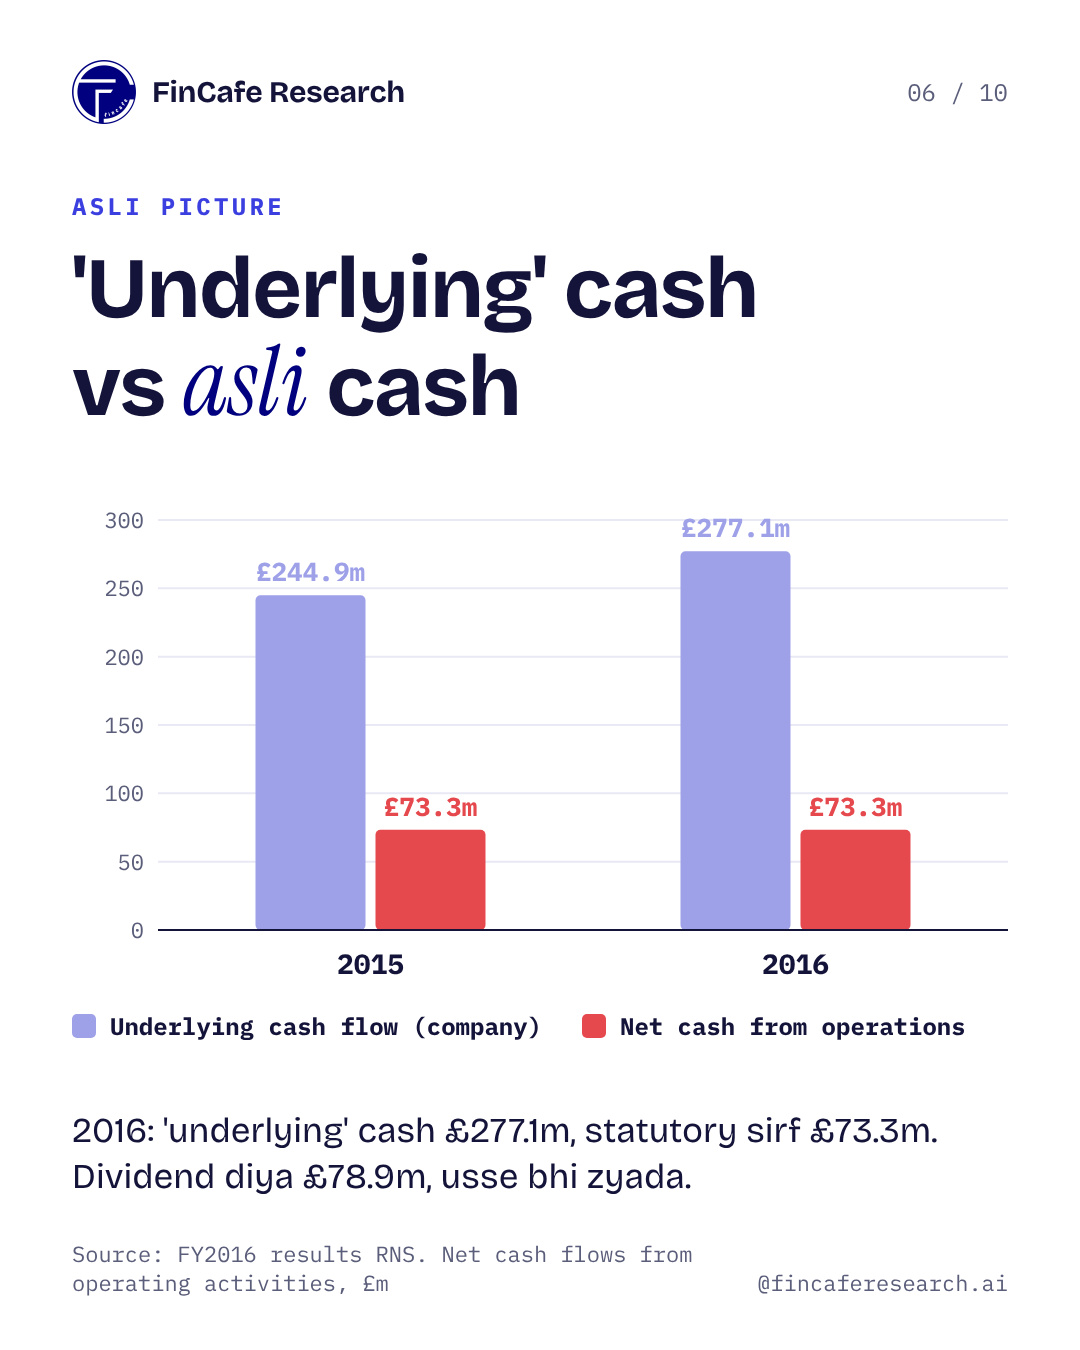 FinCafe Research
06 / 10
ASLI PICTURE
'Underlying' cash
vs asli cash
300
£277.1m
£244.9m
250
200
150
100
£73.3m
£73.3m
50
0
2015
2016
Underlying cash flow (company)
Net cash from operations
2016: 'underlying' cash £277.1m, statutory sirf £73.3m.
Dividend diya £78.9m, usse bhi zyada.
Source: FY2016 results RNS. Net cash flows from
operating activities, £m
@fincaferesearch.ai